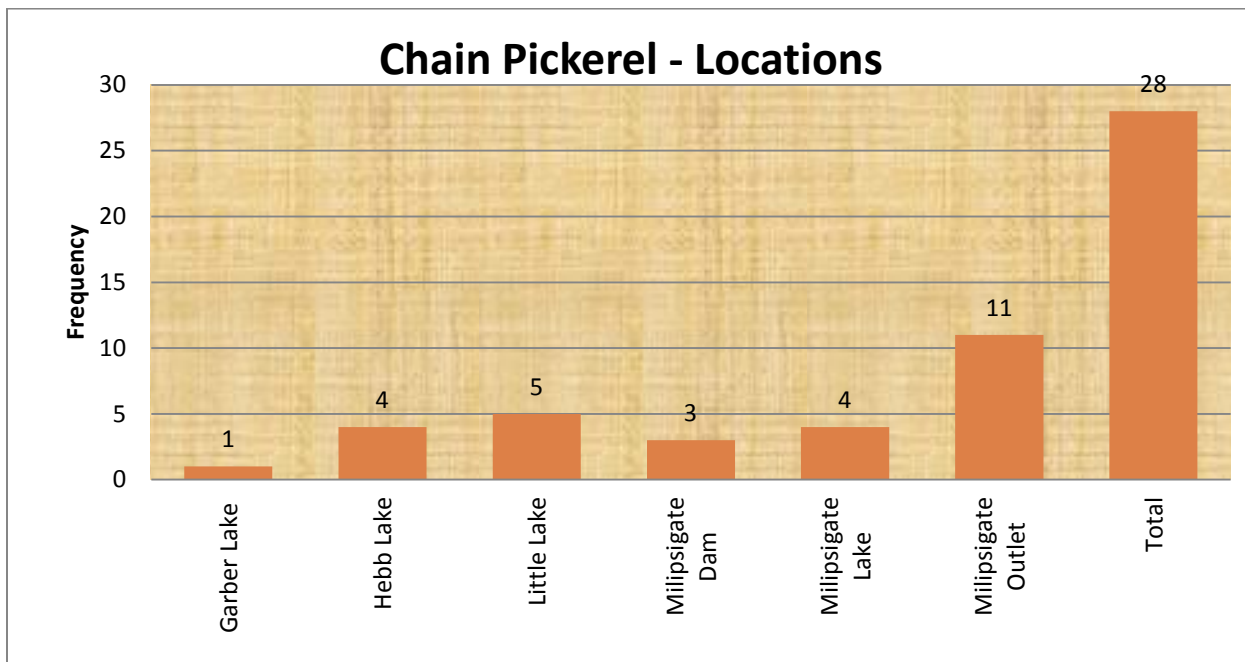 Chain Pickerel - Locations
Frequency
30
25
20
15
10
5
0
1
4
5
3
4
11
28
Garber Lake
Hebb Lake
Little Lake
Milipsigate
Dam
Milipsigate
Lake
Milipsigate
Outlet
Total